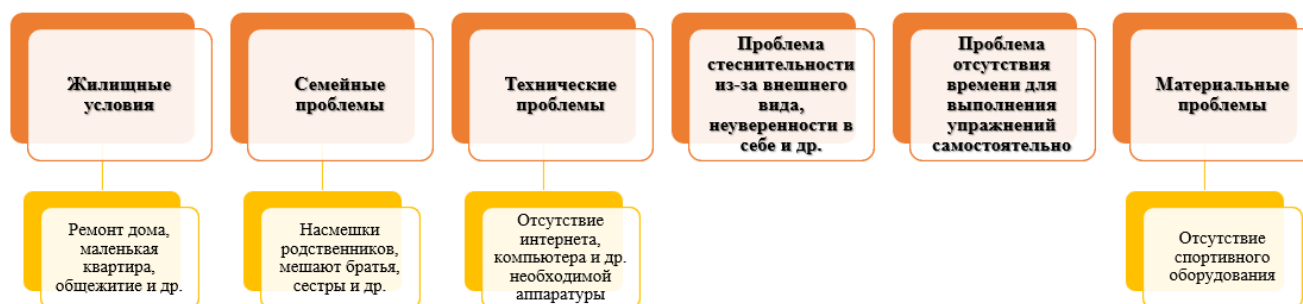 Жилищные
условия
Семейные
проблемы
Технические
проблемы
Проблема
стеснительности
из-за внешнего
вида,
неуверенности в
себе и др.
Проблема
отсутствия
времени для
выполнения
упражнений
самостоятельно
Материальные
проблемы
Ремонт дома,
маленькая
квартира,
общежитие и др.
Насмешки
родственников,
мешают братья,
сестры и др.
Отсутствие
интернета,
компьютера и др.
необходимой
аппаратуры
Отсутствие
спортивного
оборудования